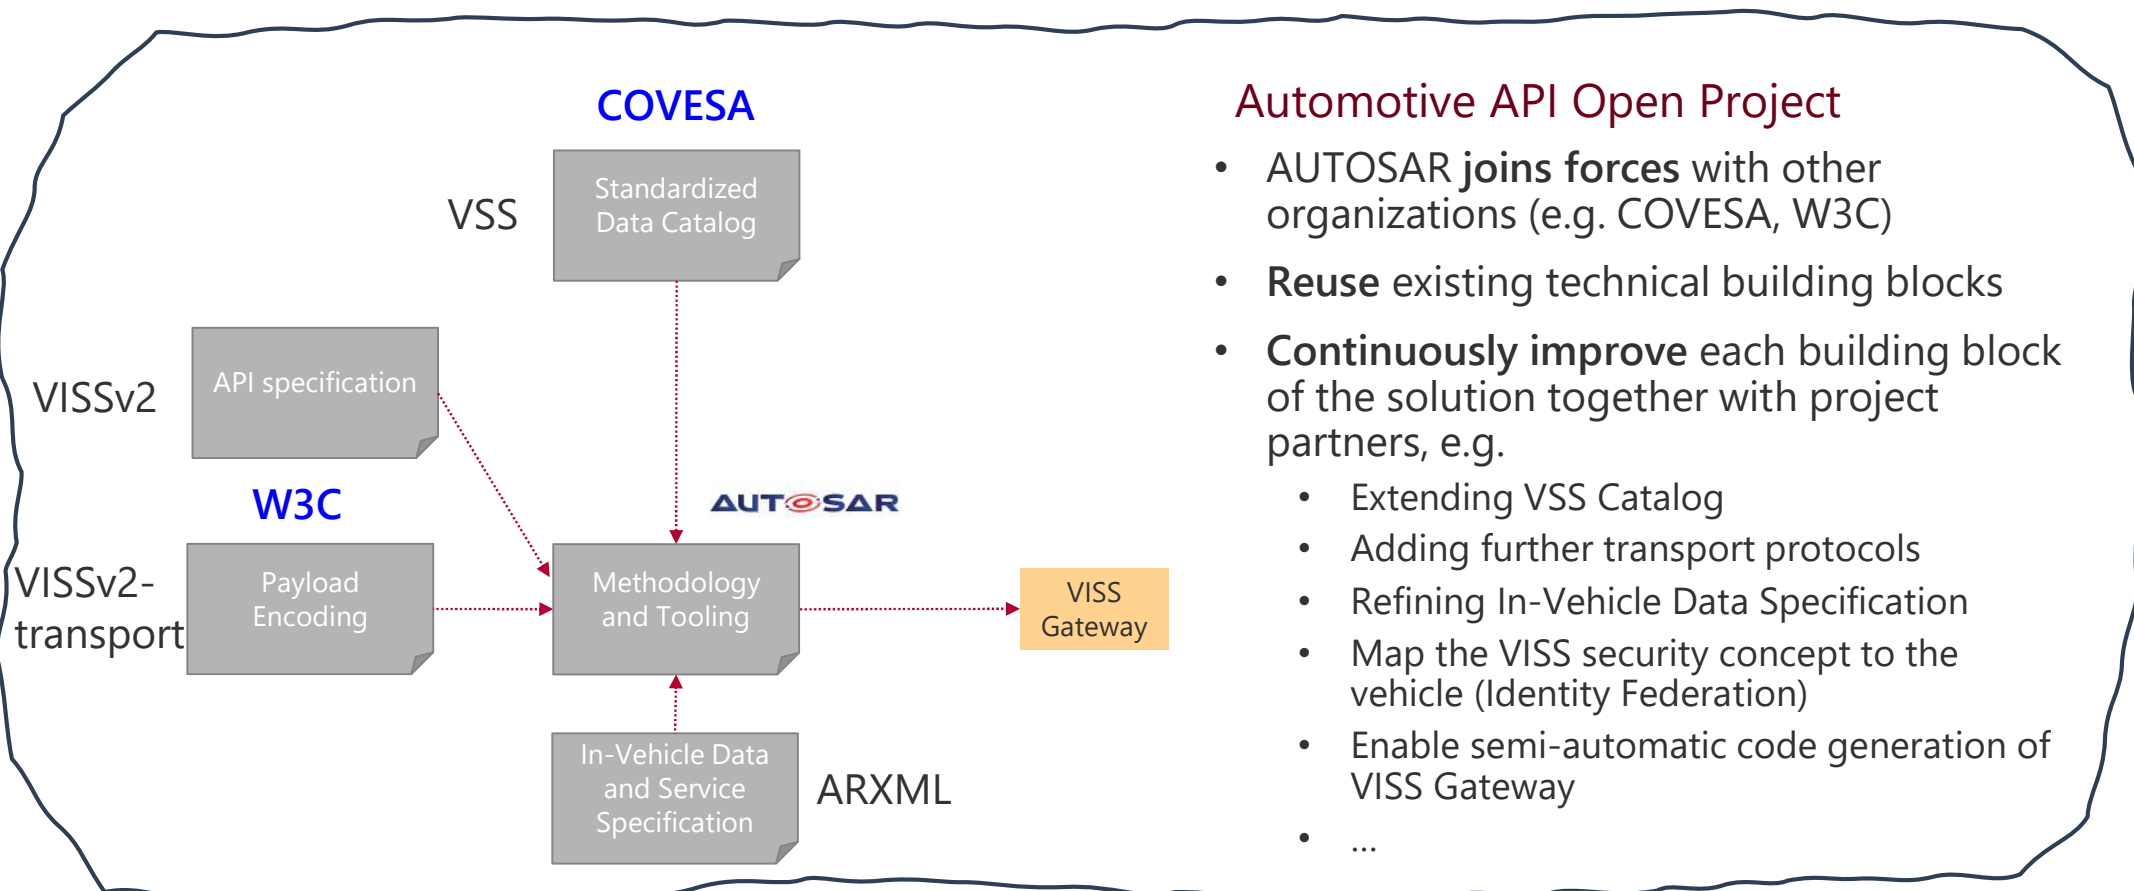 COVESA
VSS
Standardized
Data Catalog
VISSv2
API specification
W3C
AUTOSAR
VISSv2-
transport
Payload
Encoding
Methodology
and Tooling
VISS
Gateway
In-Vehicle Data
and Service
Specification
ARXML
Automotive API Open Project
• AUTOSAR joins forces with other
organizations (e.g. COVESA, W3C)
• Reuse existing technical building blocks
• Continuously improve each building block
of the solution together with project
partners, e.g.
• Extending VSS Catalog
• Adding further transport protocols
• Refining In-Vehicle Data Specification
• Map the VISS security concept to the
vehicle (Identity Federation)
• Enable semi-automatic code generation of
VISS Gateway
• ...